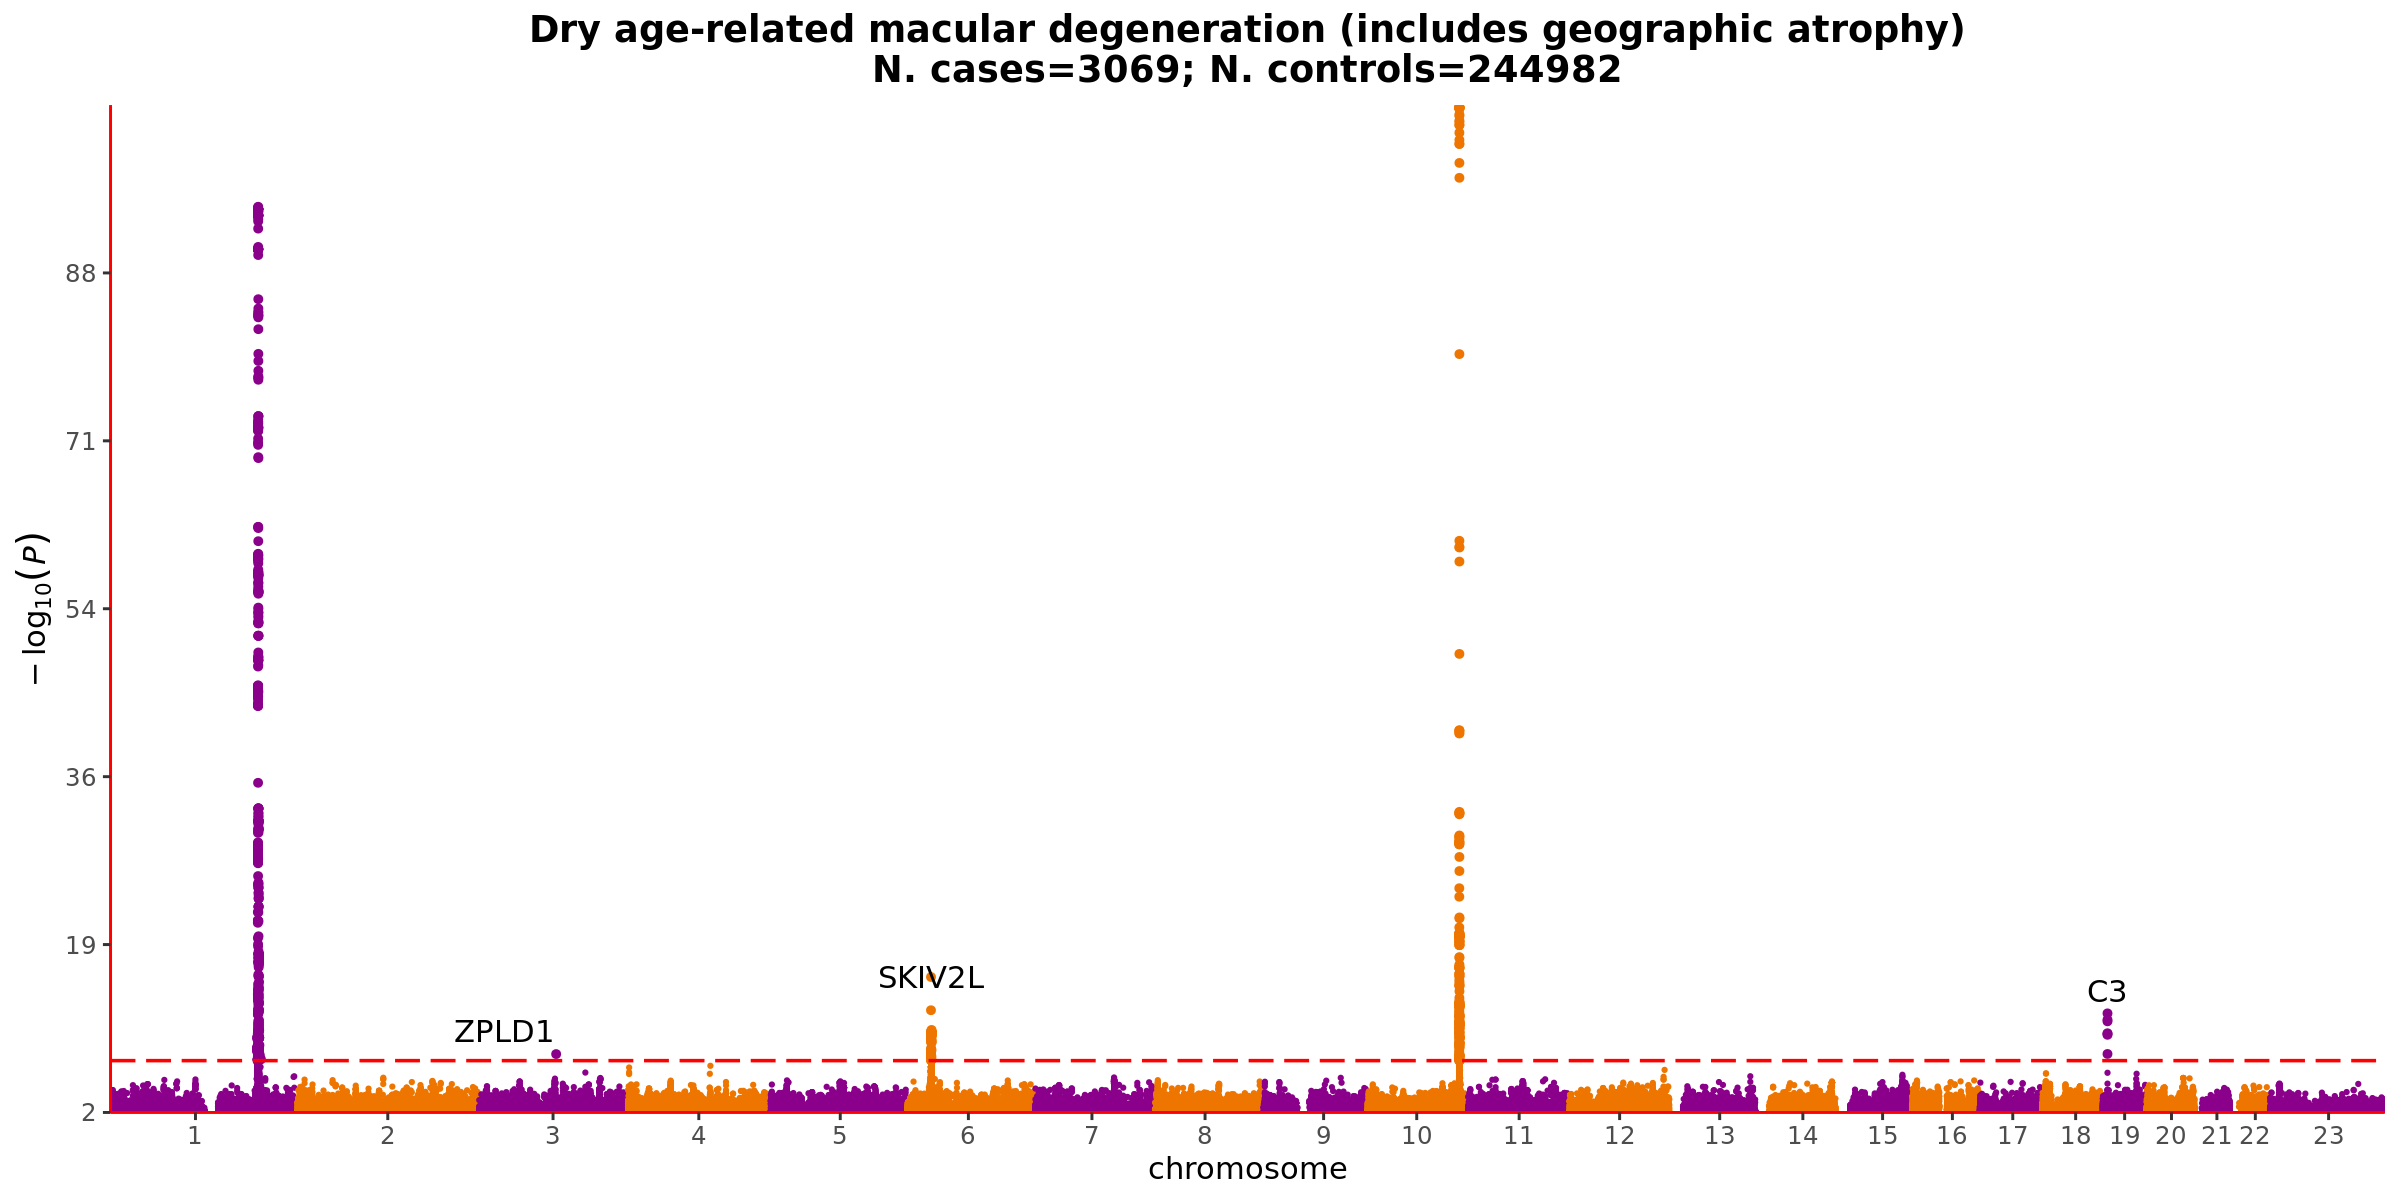 Dry age-related macular degeneration (includes geographic atrophy)
N. cases=3069; N. controls=244982
88
71
54
36
19
2
−log10(P)
SKIV2L
C3
ZPLD1
1 2 3 4 5 6 7 8 9 10 11 12 13 14 15 16 17 18 19 20 21 22 23
chromosome